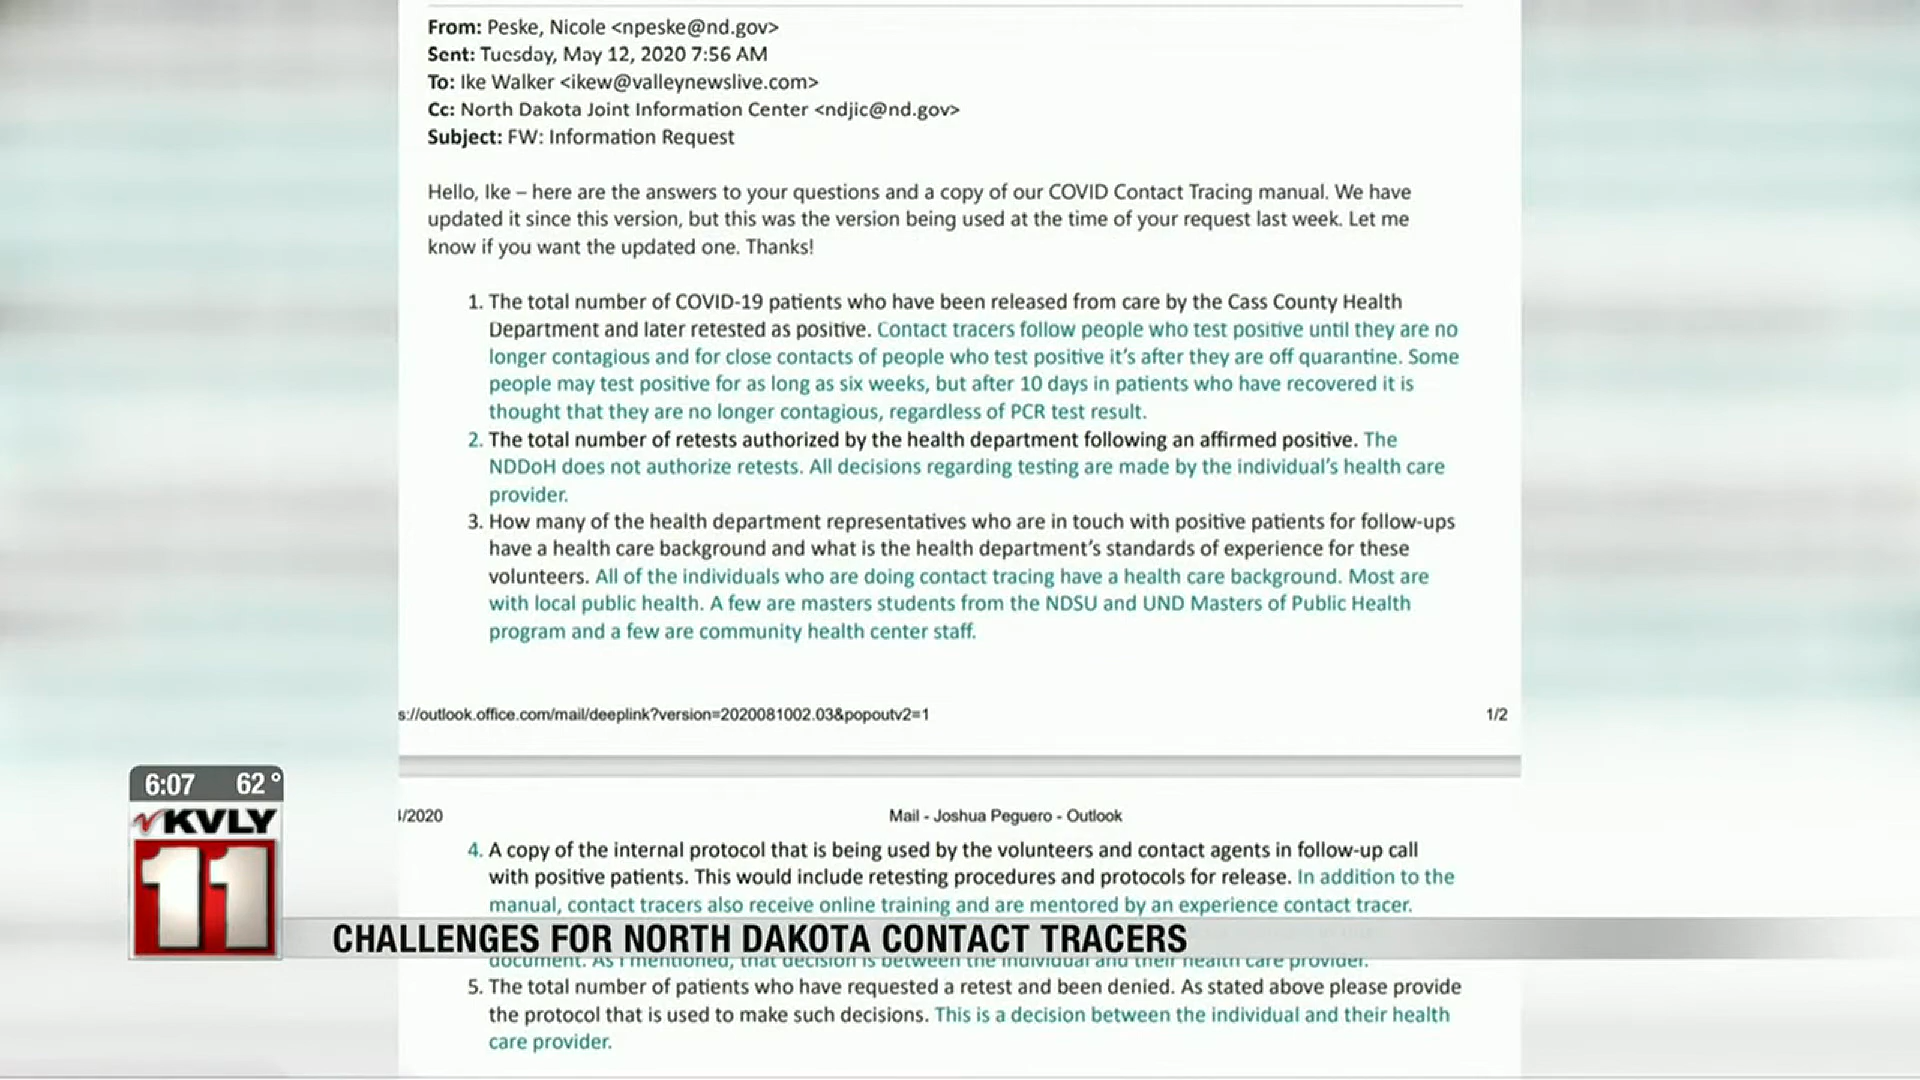 From: Peske, Nicole <npeske@nd.gov>
Sent: Tuesday, May 12, 2020 7:56 AM
To: Ike Walker <ikew@valleynewslive.com>
Cc: North Dakota Joint Information Center <ndjic@nd.gov>
Subject: FW: Information Request
Hello, Ike – here are the answers to your questions and a copy of our COVID Contact Tracing manual. We have
updated it since this version, but this was the version being used at the time of your request last week. Let me
know if you want the updated one. Thanks!
1. The total number of COVID-19 patients who have been released from care by the Cass County Health
Department and later retested as positive. Contact tracers follow people who test positive until they are no
longer contagious and for close contacts of people who test positive it's after they are off quarantine. Some
people may test positive for as long as six weeks, but after 10 days in patients who have recovered it is
thought that they are no longer contagious, regardless of PCR test result.
2. The total number of retests authorized by the health department following an affirmed positive. The
NDDoH does not authorize retests. All decisions regarding testing are made by the individual's health care
provider.
3. How many of the health department representatives who are in touch with positive patients for follow-ups
have a health care background and what is the health department's standards of experience for these
volunteers. All of the individuals who are doing contact tracing have a health care background. Most are
with local public health. A few are masters students from the NDSU and UND Masters of Public Health
program and a few are community health center staff.
s://outlook.office.com/mail/deeplink?version=2020081002.03&popoutv2=1
1/2
/2020
Mail - Joshua Peguero - Outlook
4. A copy of the internal protocol that is being used by the volunteers and contact agents in follow-up call
with positive patients. This would include retesting procedures and protocols for release. In addition to the
manual, contact tracers also receive online training and are mentored by an experience contact tracer.
document. As I mentioned, that decision is between the individual and their health care provider.
5. The total number of patients who have requested a retest and been denied. As stated above please provide
the protocol that is used to make such decisions. This is a decision between the individual and their health
care provider.
6:07 62°
KVLY
11
CHALLENGES FOR NORTH DAKOTA CONTACT TRACERS